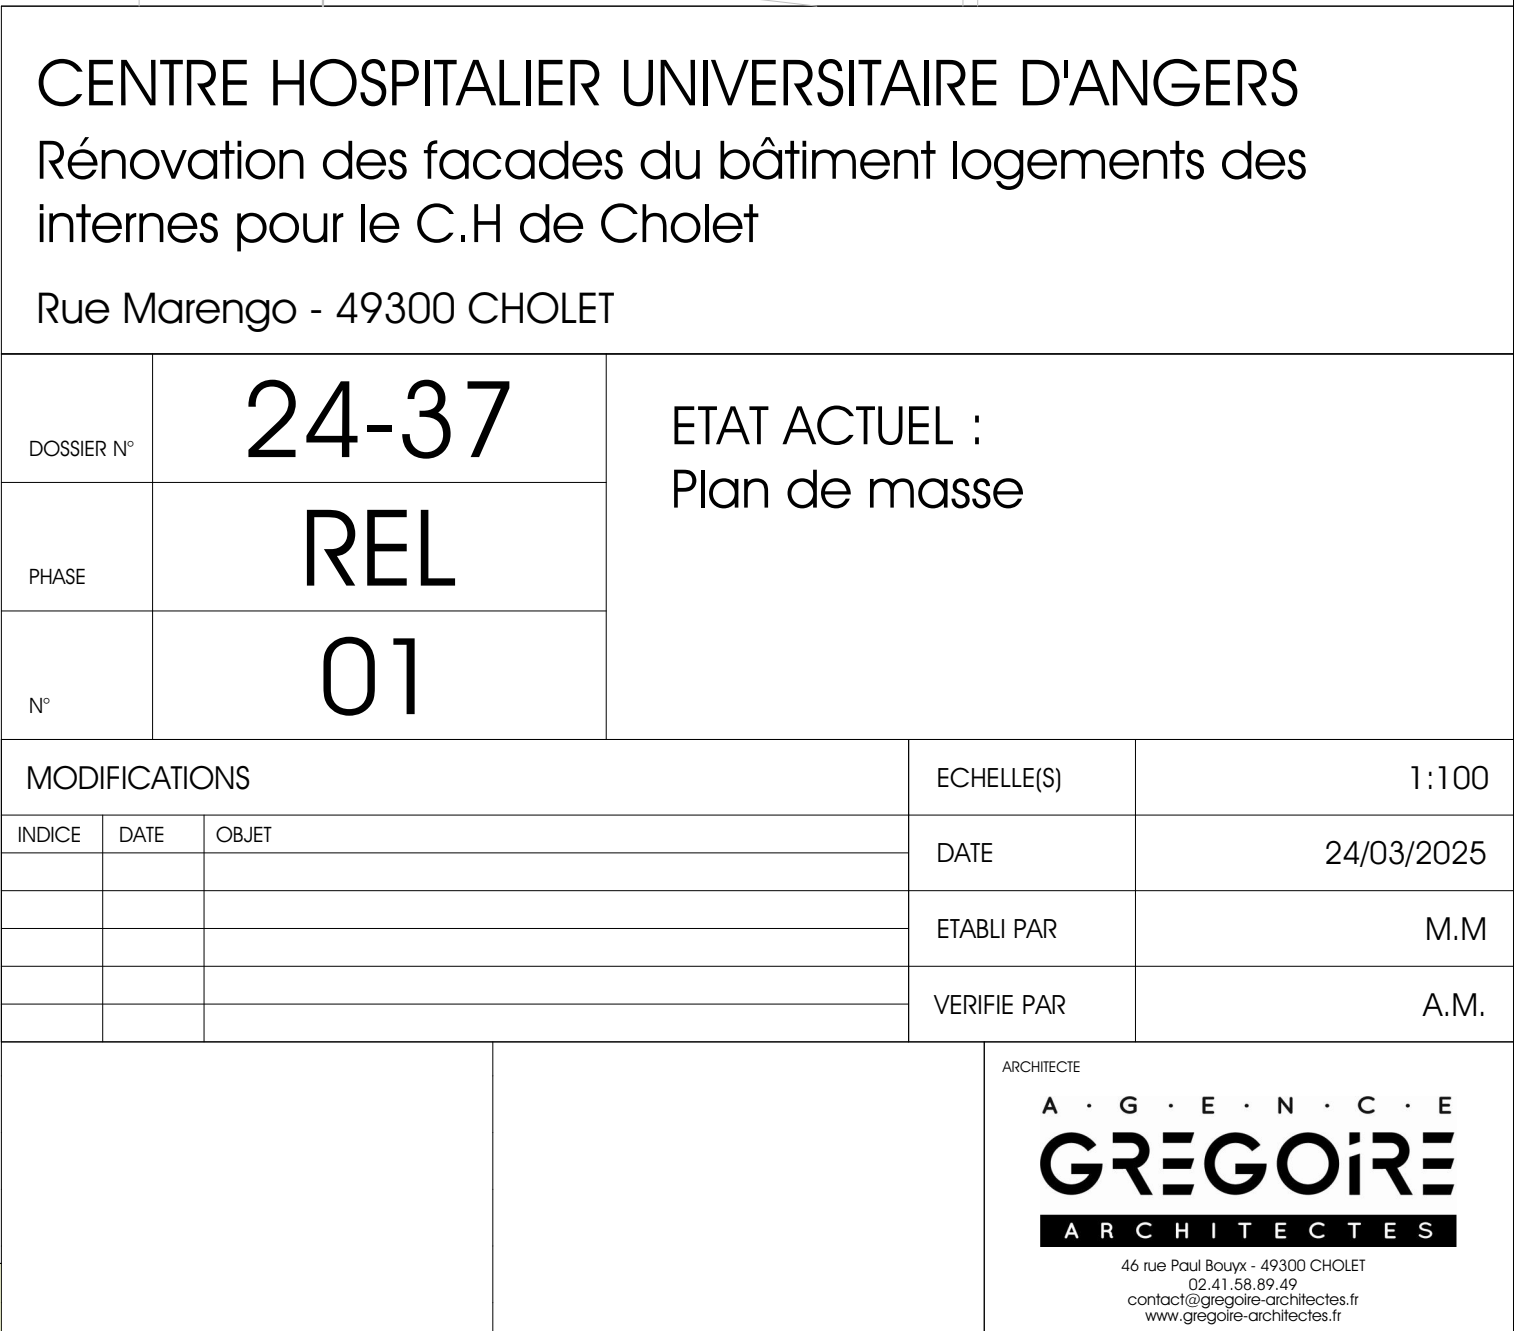 CENTRE HOSPITALIER UNIVERSITAIRE D'ANGERS
Rénovation des facades du bâtiment logements des
internes pour le C.H de Cholet
Rue Marengo - 49300 CHOLET
DOSSIER N°
24-37
PHASE
REL
N°
01
ETAT ACTUEL :
Plan de masse
MODIFICATIONS
INDICE DATE OBJET
ECHELLE(S) 1:100
DATE 24/03/2025
ETABLI PAR M.M
VERIFIE PAR A.M.
ARCHITECTE
A · G · E · N · C · E
GREGOiRE
ARCHITECTES
46 rue Paul Bouyx - 49300 CHOLET
02.41.58.89.49
contact@gregoire-architectes.fr
www.gregoire-architectes.fr